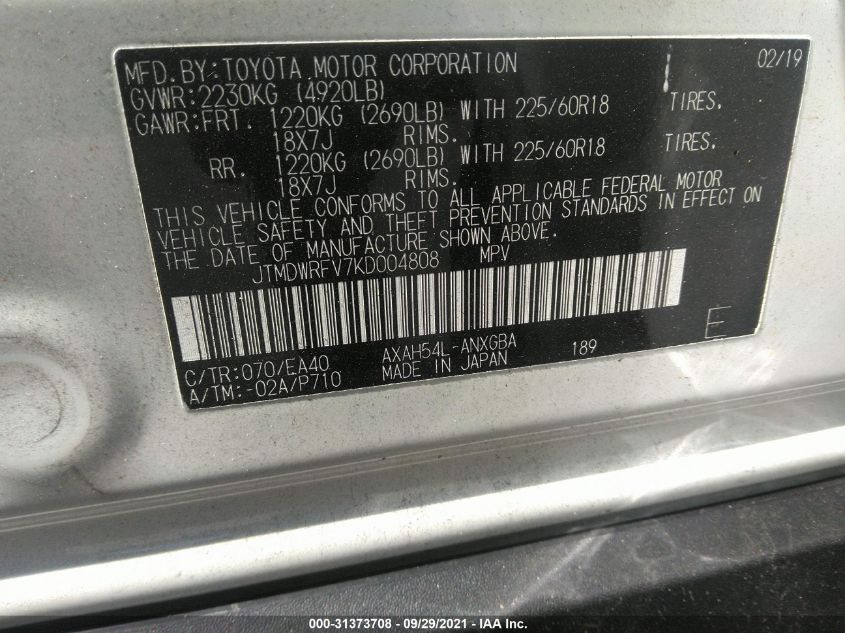 MFD.BY:TOYOTA MOTOR CORPORATION 02/19
GVWR:2230KG (4920LB)
GAWR:FRT. 1220KG (2690LB) WITH 225/60R18 TIRES.
18X7J RIMS.
RR. 1220KG (2690LB) WITH 225/60R18 TIRES.
18X7J RIMS.
THIS VEHICLE CONFORMS TO ALL APPLICABLE FEDERAL MOTOR
VEHICLE SAFETY AND THEFT PREVENTION STANDARDS IN EFFECT ON
THE DATE OF MANUFACTURE SHOWN ABOVE.
JTMDWRFV7KD004808 MPV
E
C/TR:070/EA40 AXAH54L-ANXGBA 189
A/TM:-02A/P710 MADE IN JAPAN
000-31373708 - 09/29/2021 - IAA Inc.